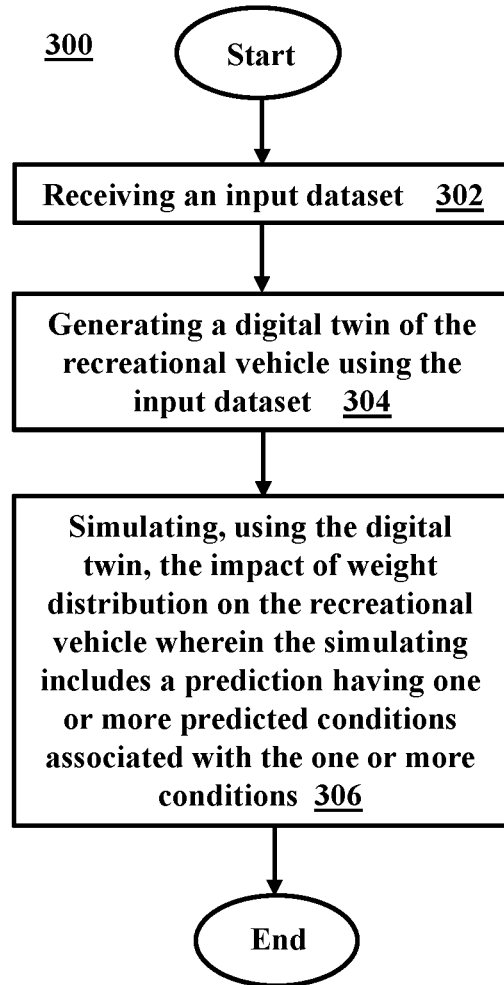 300
Start
Receiving an input dataset 302
Generating a digital twin of the
recreational vehicle using the
input dataset 304
Simulating, using the digital
twin, the impact of weight
distribution on the recreational
vehicle wherein the simulating
includes a prediction having one
or more predicted conditions
associated with the one or more
conditions 306
End